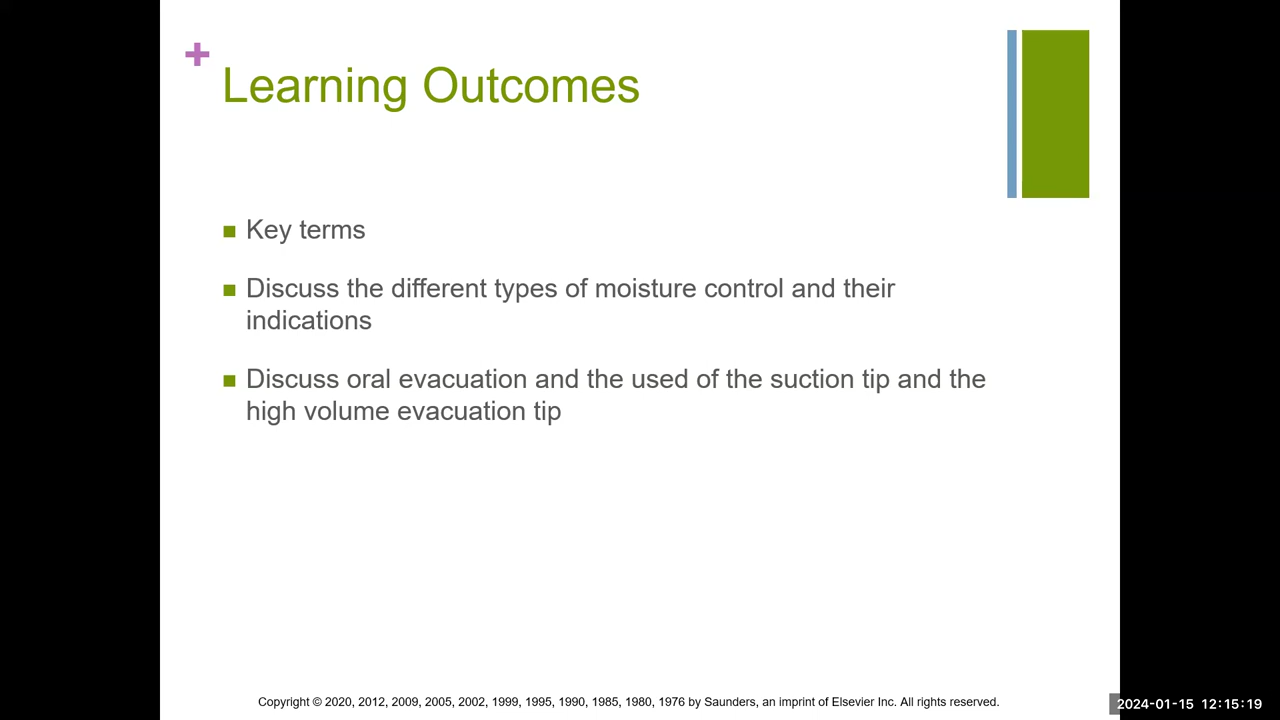 +
Learning Outcomes
Key terms
Discuss the different types of moisture control and their
indications
Discuss oral evacuation and the used of the suction tip and the
high volume evacuation tip
Copyright © 2020, 2012, 2009, 2005, 2002, 1999, 1995, 1990, 1985, 1980, 1976 by Saunders, an imprint of Elsevier Inc. All rights reserved.
2024-01-15 12:15:19